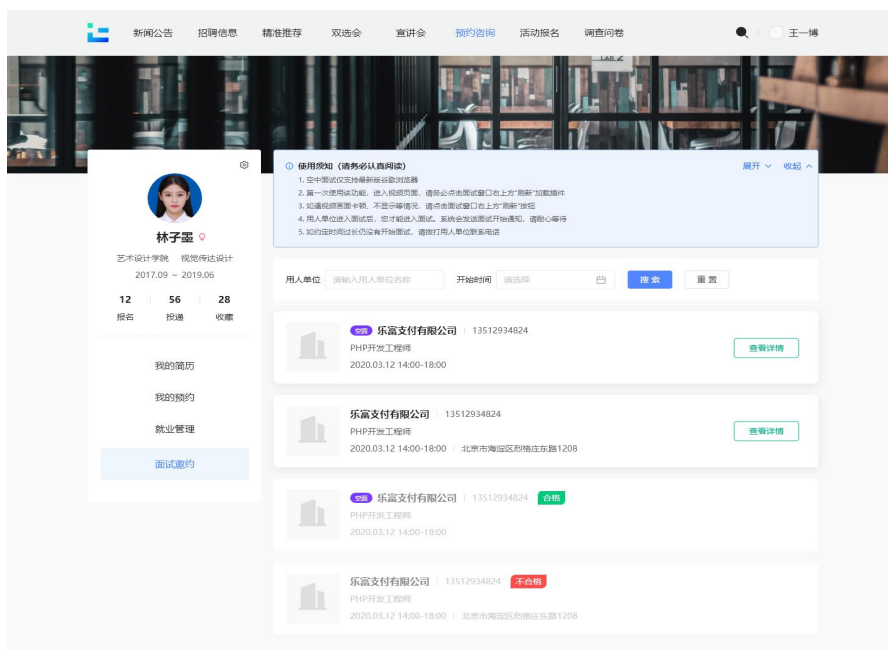 新闻公告 招聘信息 精准推荐 双选会 宣讲会 预约咨询 活动报名 调查问卷 王一博
LAB.2
使用须知（请务必认真阅读） 展开 收起
1. 空中面试仅支持最新版谷歌浏览器
2. 第一次使用该功能，进入视频页面，请务必点击面试窗口右上方“刷新”加载插件
3. 如遇视频画面卡顿、不显示等情况，请点击面试窗口右上方“刷新”按钮
4. 用人单位进入面试后，您才能进入面试。系统会发送面试开始通知，请耐心等待
5. 如约定时间过长仍没有开始面试，请拨打用人单位联系电话
林子墨
艺术设计学院 视觉传达设计
2017.09 ~ 2019.06
12 56 28
报名 投递 收藏
我的简历
我的预约
就业管理
面试邀约
用人单位 请输入用人单位名称 开始时间 请选择 搜索 重置
空面 乐富支付有限公司 13512934824
PHP开发工程师
2020.03.12 14:00-18:00
查看详情
乐富支付有限公司 13512934824
PHP开发工程师
2020.03.12 14:00-18:00 北京市海淀区烈格庄东路1208
查看详情
空面 乐富支付有限公司 13512934824 合格
PHP开发工程师
2020.03.12 14:00-18:00
乐富支付有限公司 13512934824 不合格
PHP开发工程师
2020.03.12 14:00-18:00 北京市海淀区烈格庄东路1208